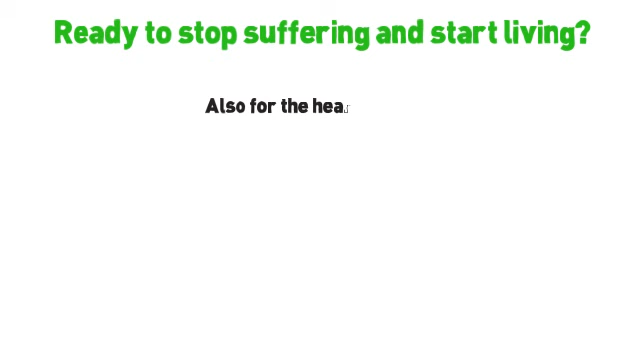 Ready to stop suffering and start living?
Also for the